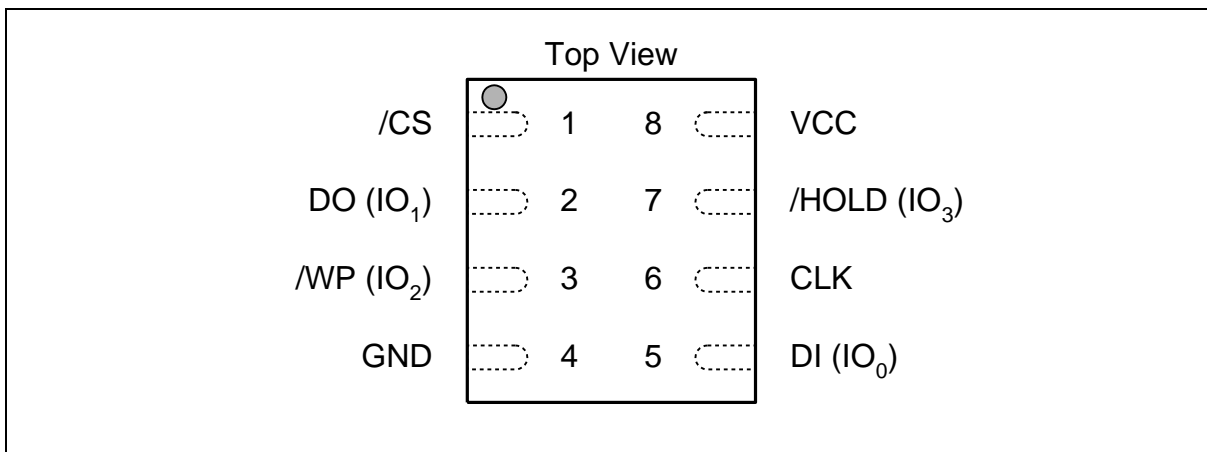 Top View
/CS 1 8 VCC
DO (IO₁) 2 7 /HOLD (IO₃)
/WP (IO₂) 3 6 CLK
GND 4 5 DI (IO₀)